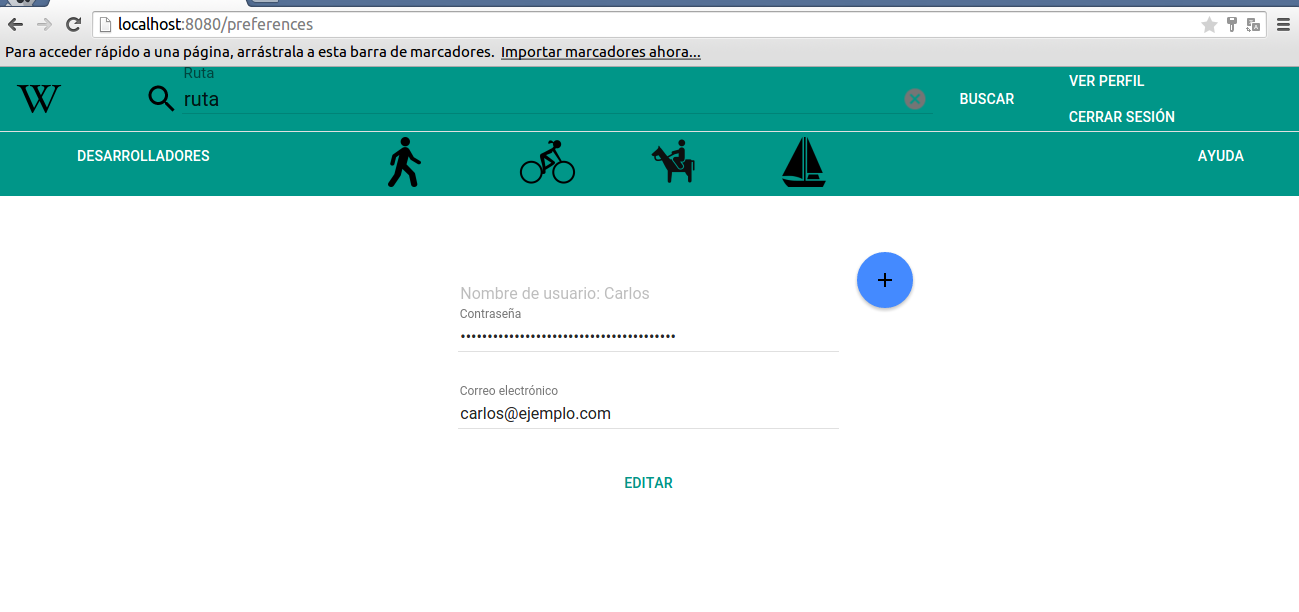 localhost:8080/preferences
Para acceder rápido a una página, arrástrala a esta barra de marcadores. Importar marcadores ahora...
W
Ruta
ruta
BUSCAR
VER PERFIL
CERRAR SESIÓN
DESARROLLADORES
AYUDA
Nombre de usuario: Carlos
Contraseña
••••••••••••••••••••••••••••••••••••••••
Correo electrónico
carlos@ejemplo.com
EDITAR